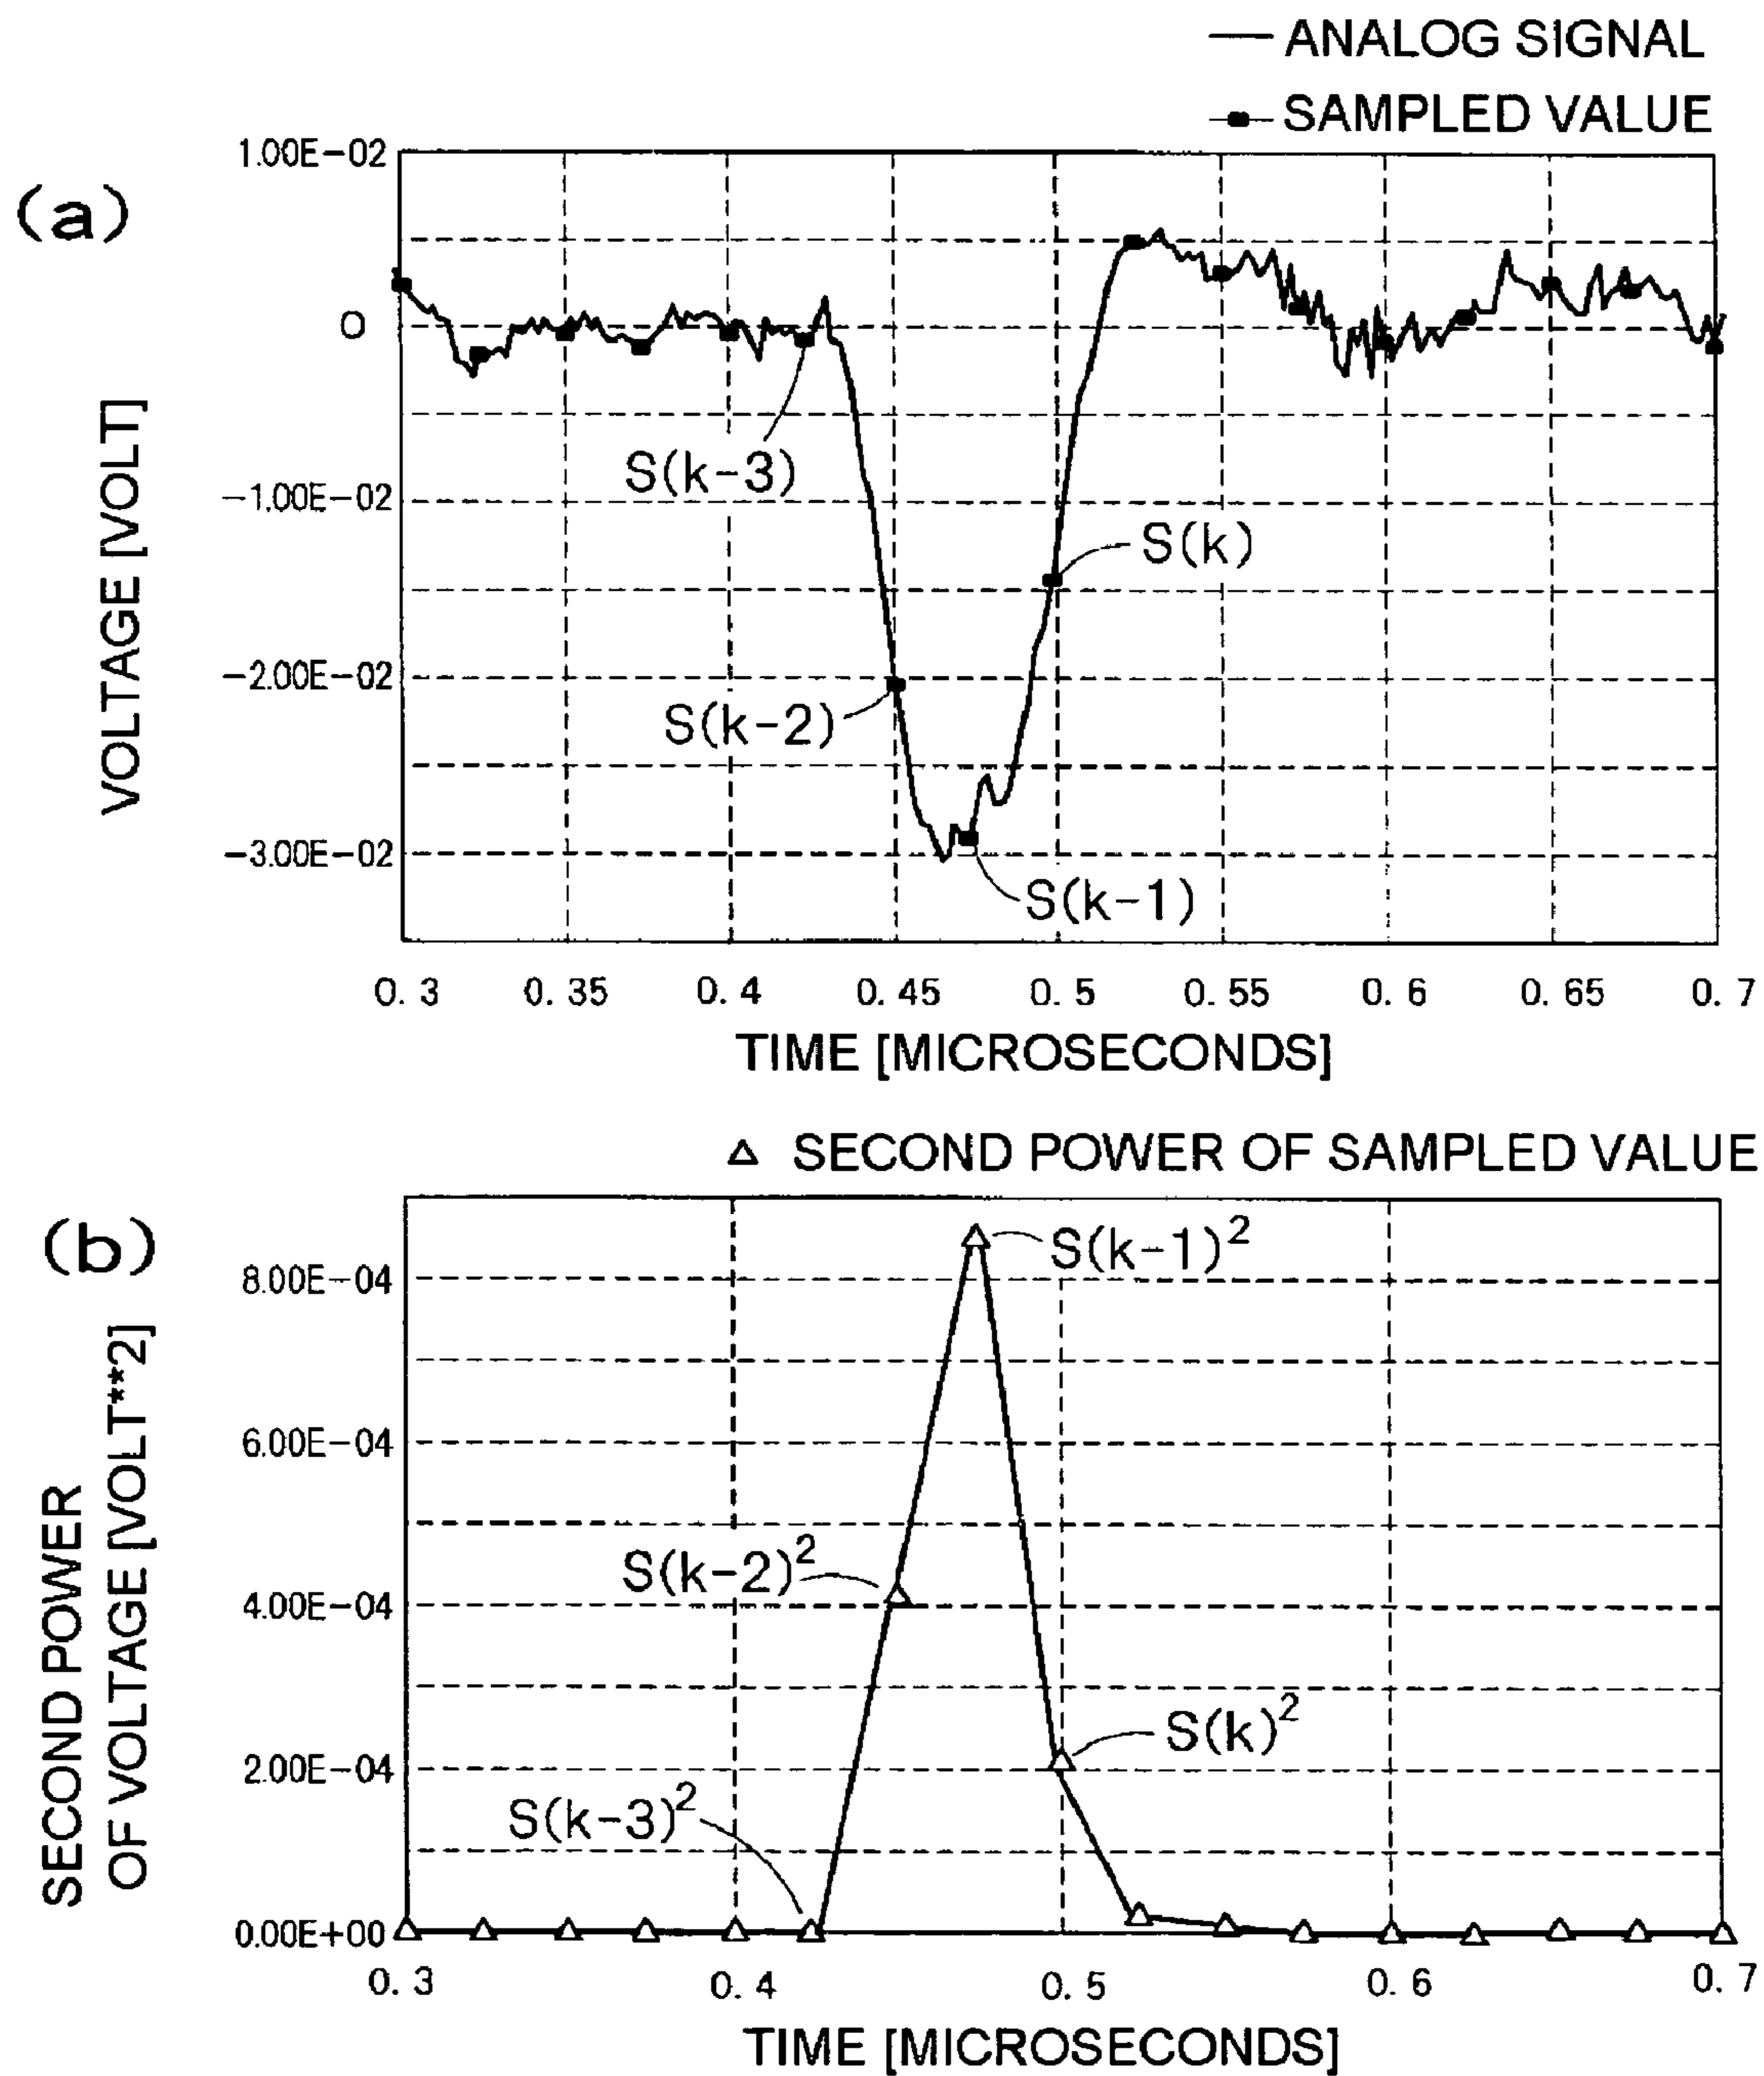 ANALOG SIGNAL
SAMPLED VALUE
(a)
1.00E-02
0
-1.00E-02
-2.00E-02
-3.00E-02
VOLTAGE [VOLT]
S(k-3)
S(k)
S(k-2)
S(k-1)
0.3 0.35 0.4 0.45 0.5 0.55 0.6 0.65 0.7
TIME [MICROSECONDS]
△ SECOND POWER OF SAMPLED VALUE
(b)
8.00E-04
6.00E-04
4.00E-04
2.00E-04
0.00E+00
SECOND POWER
OF VOLTAGE [VOLT**2]
S(k-1)²
S(k-2)²
S(k)²
S(k-3)²
0.3 0.4 0.5 0.6 0.7
TIME [MICROSECONDS]